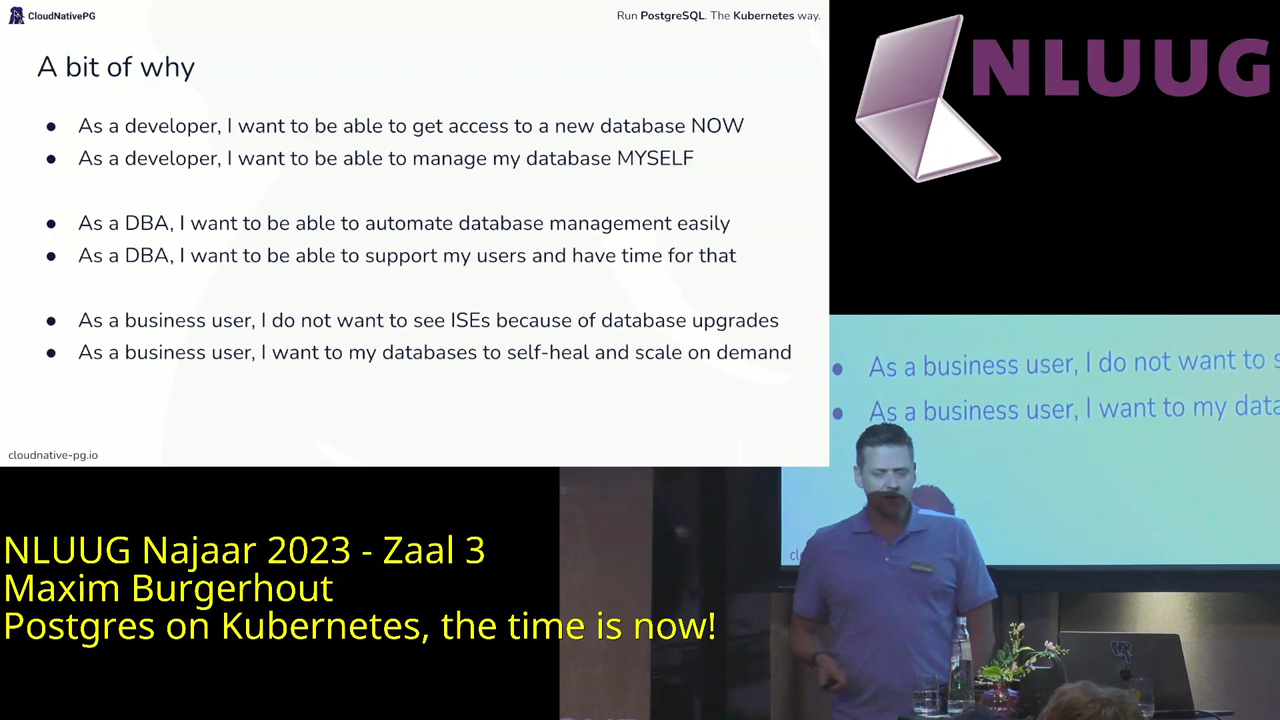 CloudNativePG
Run PostgreSQL. The Kubernetes way.
A bit of why
● As a developer, I want to be able to get access to a new database NOW
● As a developer, I want to be able to manage my database MYSELF
● As a DBA, I want to be able to automate database management easily
● As a DBA, I want to be able to support my users and have time for that
● As a business user, I do not want to see ISEs because of database upgrades
● As a business user, I want to my databases to self-heal and scale on demand
cloudnative-pg.io
NLUUG
● As a business user, I do not want to s
● As a business user, I want to my data
cl
NLUUG Najaar 2023 - Zaal 3
Maxim Burgerhout
Postgres on Kubernetes, the time is now!